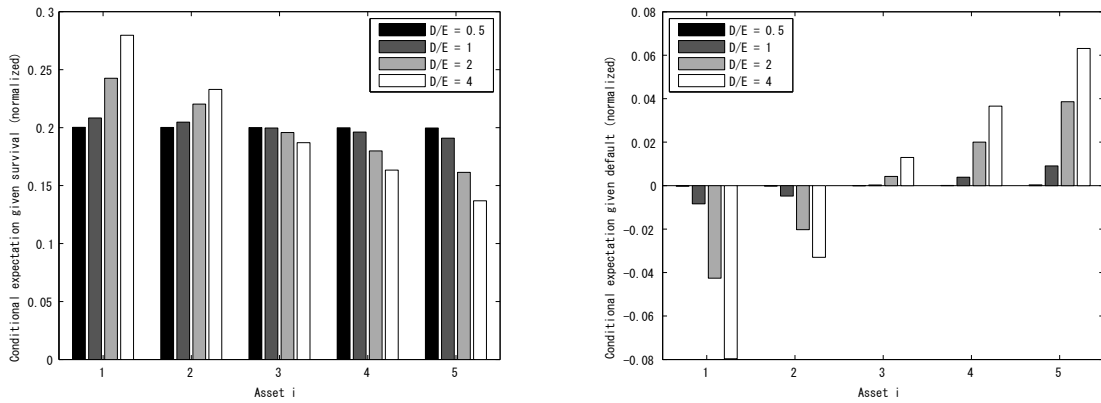 Conditional expectation given survival (normalized)
0.3
0.25
0.2
0.15
0.1
0.05
0
D/E = 0.5
D/E = 1
D/E = 2
D/E = 4
1 2 3 4 5
Asset i
Conditional expectation given default (normalized)
0.08
0.06
0.04
0.02
0
−0.02
−0.04
−0.06
−0.08
D/E = 0.5
D/E = 1
D/E = 2
D/E = 4
1 2 3 4 5
Asset i